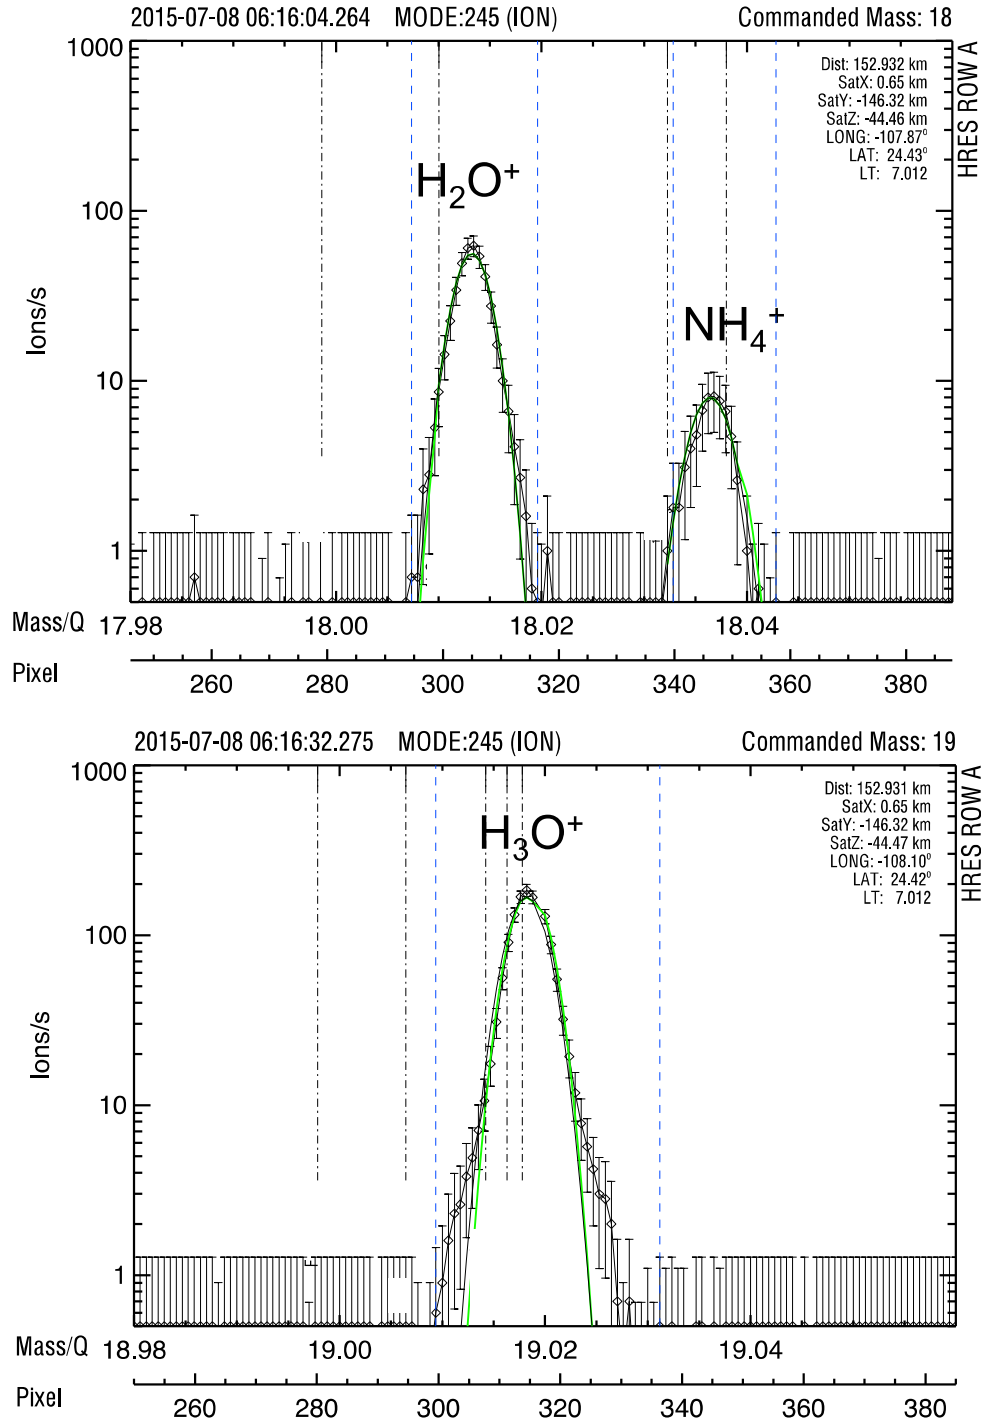 2015-07-08 06:16:04.264 MODE:245 (ION) Commanded Mass: 18
1000
Dist: 152.932 km
SatX: 0.65 km
SatY: -146.32 km
SatZ: -44.46 km
LONG: -107.87°
LAT: 24.43°
LT: 7.012
HRES ROW A
H₂O⁺
100
Ions/s
NH₄⁺
10
1
Mass/Q 17.98 18.00 18.02 18.04
Pixel 260 280 300 320 340 360 380
2015-07-08 06:16:32.275 MODE:245 (ION) Commanded Mass: 19
1000
Dist: 152.931 km
SatX: 0.65 km
SatY: -146.32 km
SatZ: -44.47 km
LONG: -108.10°
LAT: 24.42°
LT: 7.012
HRES ROW A
H₃O⁺
100
Ions/s
10
1
Mass/Q 18.98 19.00 19.02 19.04
Pixel 260 280 300 320 340 360 380